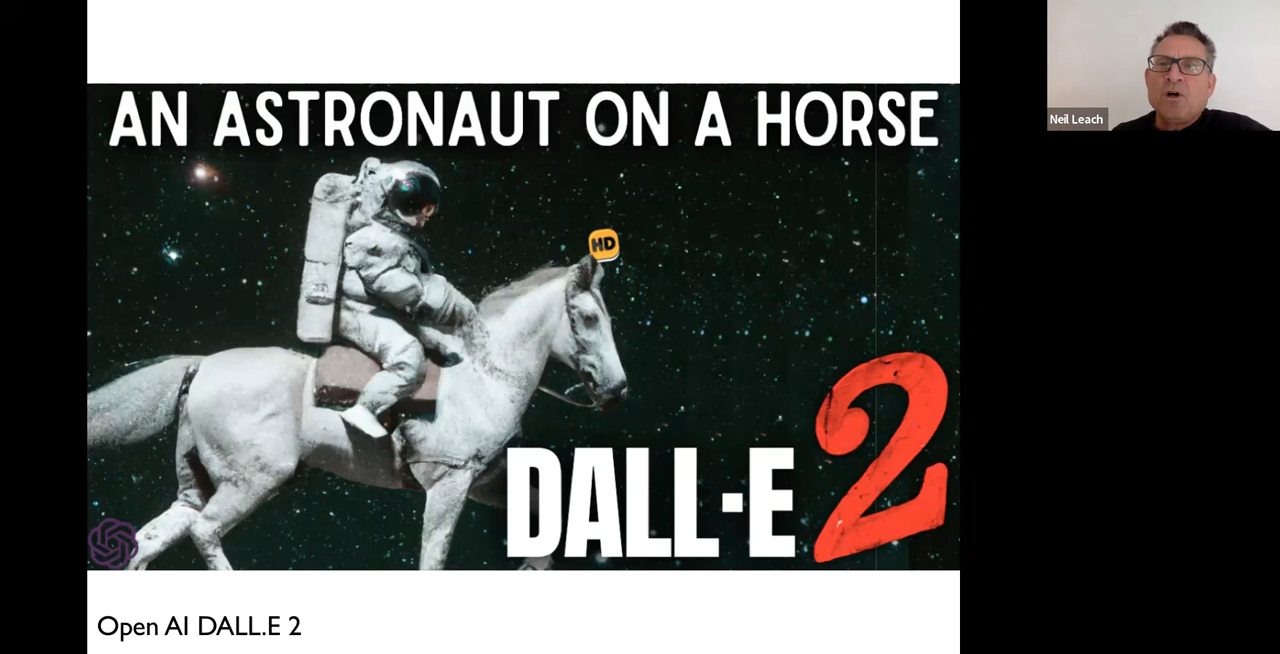 AN ASTRONAUT ON A HORSE
HD
DALL·E 2
Open AI DALL.E 2
Neil Leach